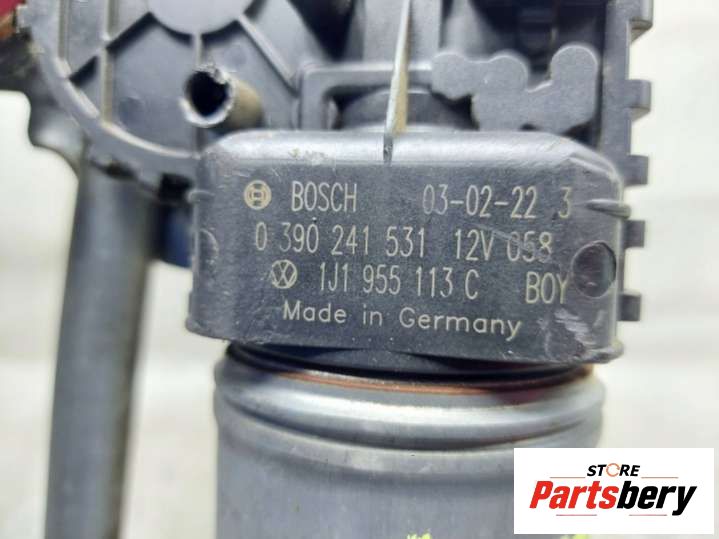 BOSCH 03-02-22 3
0 390 241 531 12V 058
1J1 955 113 C BOY
Made in Germany
STORE
Partsbery